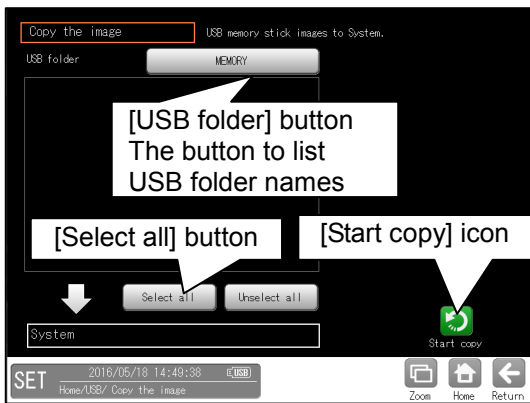 Copy the image
USB memory stick images to System.
USB folder
MEMORY
[USB folder] button
The button to list
USB folder names
[Select all] button
[Start copy] icon
Select all
Unselect all
System
Start copy
SET
2016/05/18 14:49:38
USB
Home/USB/ Copy the image
Zoom
Home
Return